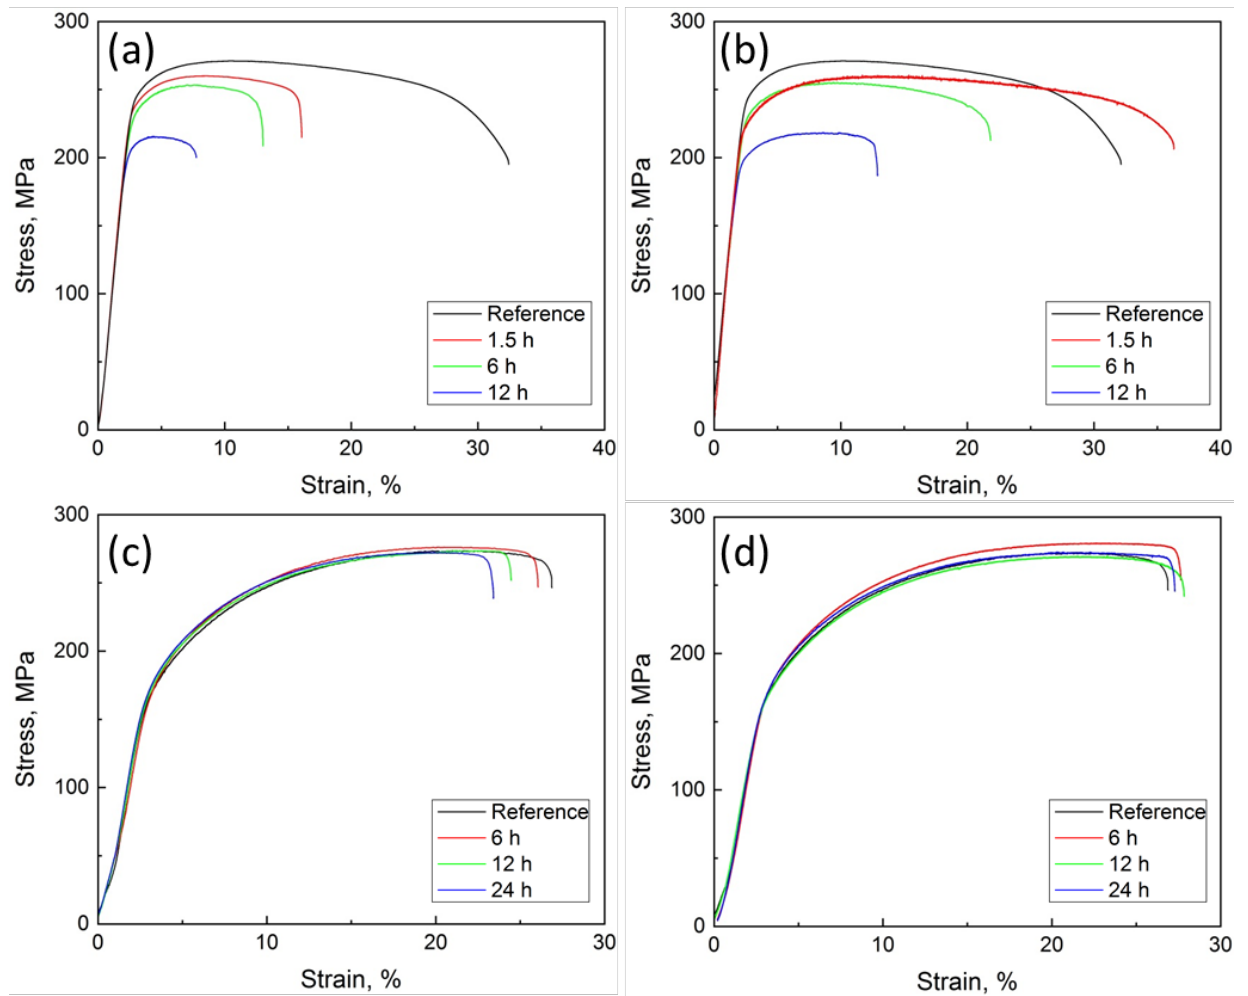 (a)
300
200
100
0
Stress, MPa
Reference
1.5 h
6 h
12 h
0 10 20 30 40
Strain, %
(b)
300
200
100
0
Stress, MPa
Reference
1.5 h
6 h
12 h
0 10 20 30 40
Strain, %
(c)
300
200
100
0
Stress, MPa
Reference
6 h
12 h
24 h
0 10 20 30
Strain, %
(d)
300
200
100
0
Stress, MPa
Reference
6 h
12 h
24 h
0 10 20 30
Strain, %